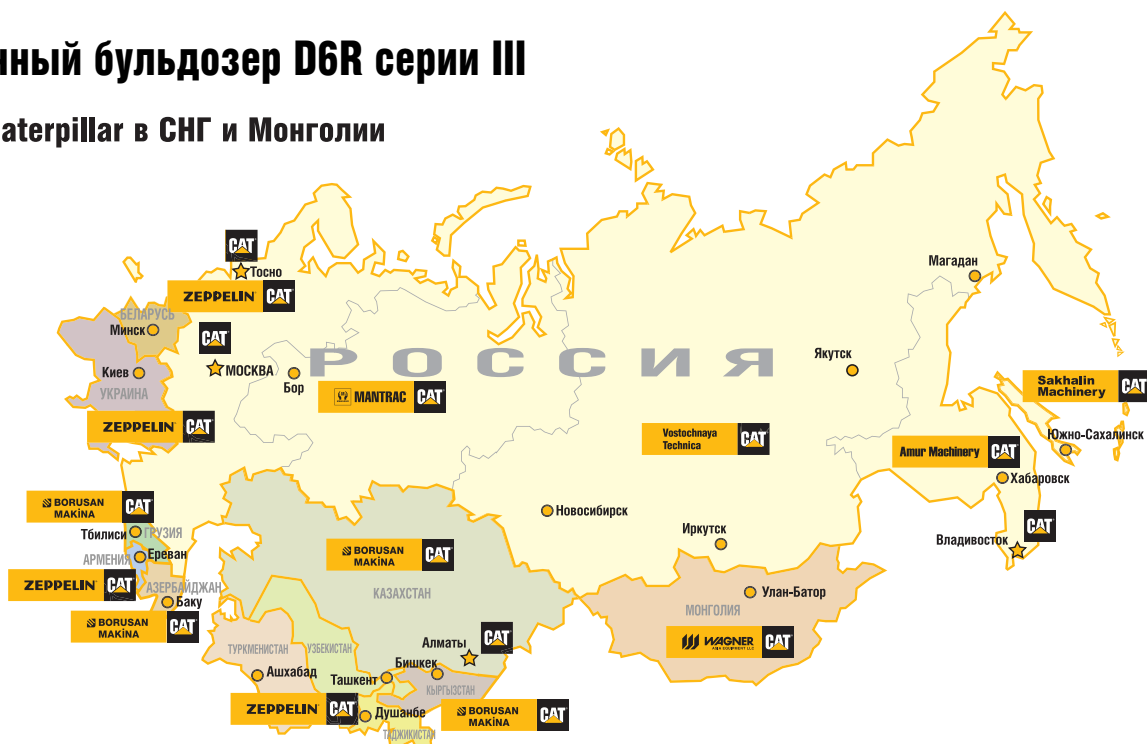 нный бульдозер D6R серии III
aterpillar в СНГ и Монголии
CAT
Тосно
ZEPPELIN CAT
БЕЛАРУСЬ
Минск
CAT
МОСКВА
Киев
УКРАИНА
ZEPPELIN CAT
РОССИЯ
Бор
MANTRAC CAT
Магадан
Якутск
Sakhalin
Machinery CAT
Южно-Сахалинск
Vostochnaya
Technica CAT
Amur Machinery CAT
Хабаровск
CAT
Владивосток
Новосибирск
Иркутск
BORUSAN
MAKİNA CAT
Тбилиси
ГРУЗИЯ
АРМЕНИЯ
Ереван
ZEPPELIN CAT
АЗЕРБАЙДЖАН
Баку
BORUSAN
MAKİNA CAT
BORUSAN
MAKİNA CAT
КАЗАХСТАН
Улан-Батор
МОНГОЛИЯ
WAGNER CAT
ASIA EQUIPMENT LLC
Алматы
CAT
ТУРКМЕНИСТАН
УЗБЕКИСТАН
Бишкек
Ашхабад
Ташкент
КЫРГЫЗСТАН
ZEPPELIN CAT
Душанбе
ТАДЖИКИСТАН
BORUSAN
MAKİNA CAT